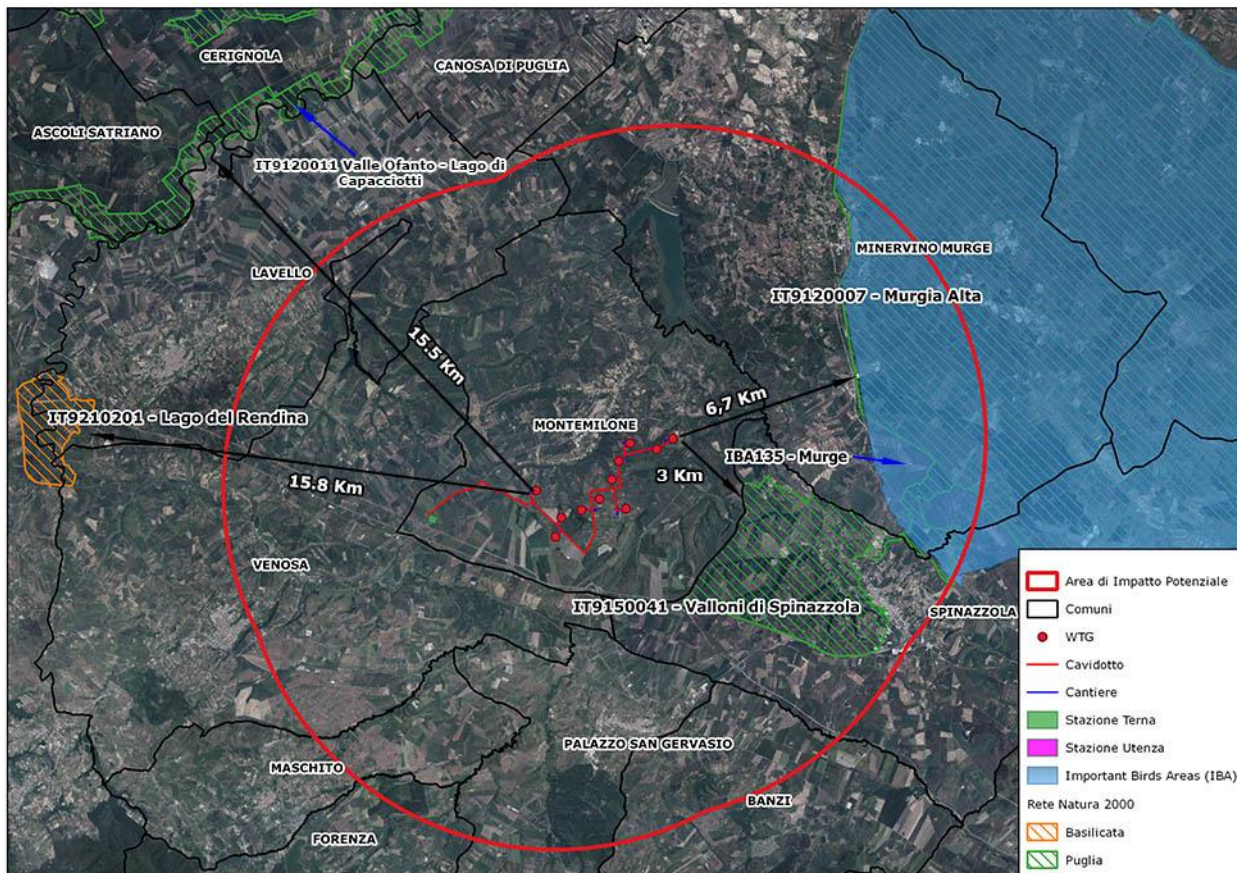 CERIGNOLA
CANOSA DI PUGLIA
ASCOLI SATRIANO
IT9120011 Valle Ofanto - Lago di
Capacciotti
MINERVINO MURGE
LAVELLO
IT9120007 - Murgia Alta
15.5 Km
6,7 Km
IT9210201 - Lago del Rendina
MONTEMILONE
IBA135 - Murge
3 Km
15.8 Km
VENOSA
IT9150041 - Valloni di Spinazzola
SPINAZZOLA
PALAZZO SAN GERVASIO
MASCHITO
BANZI
FORENZA
Area di Impatto Potenziale
Comuni
WTG
Cavidotto
Cantiere
Stazione Terna
Stazione Utenza
Important Birds Areas (IBA)
Rete Natura 2000
Basilicata
Puglia